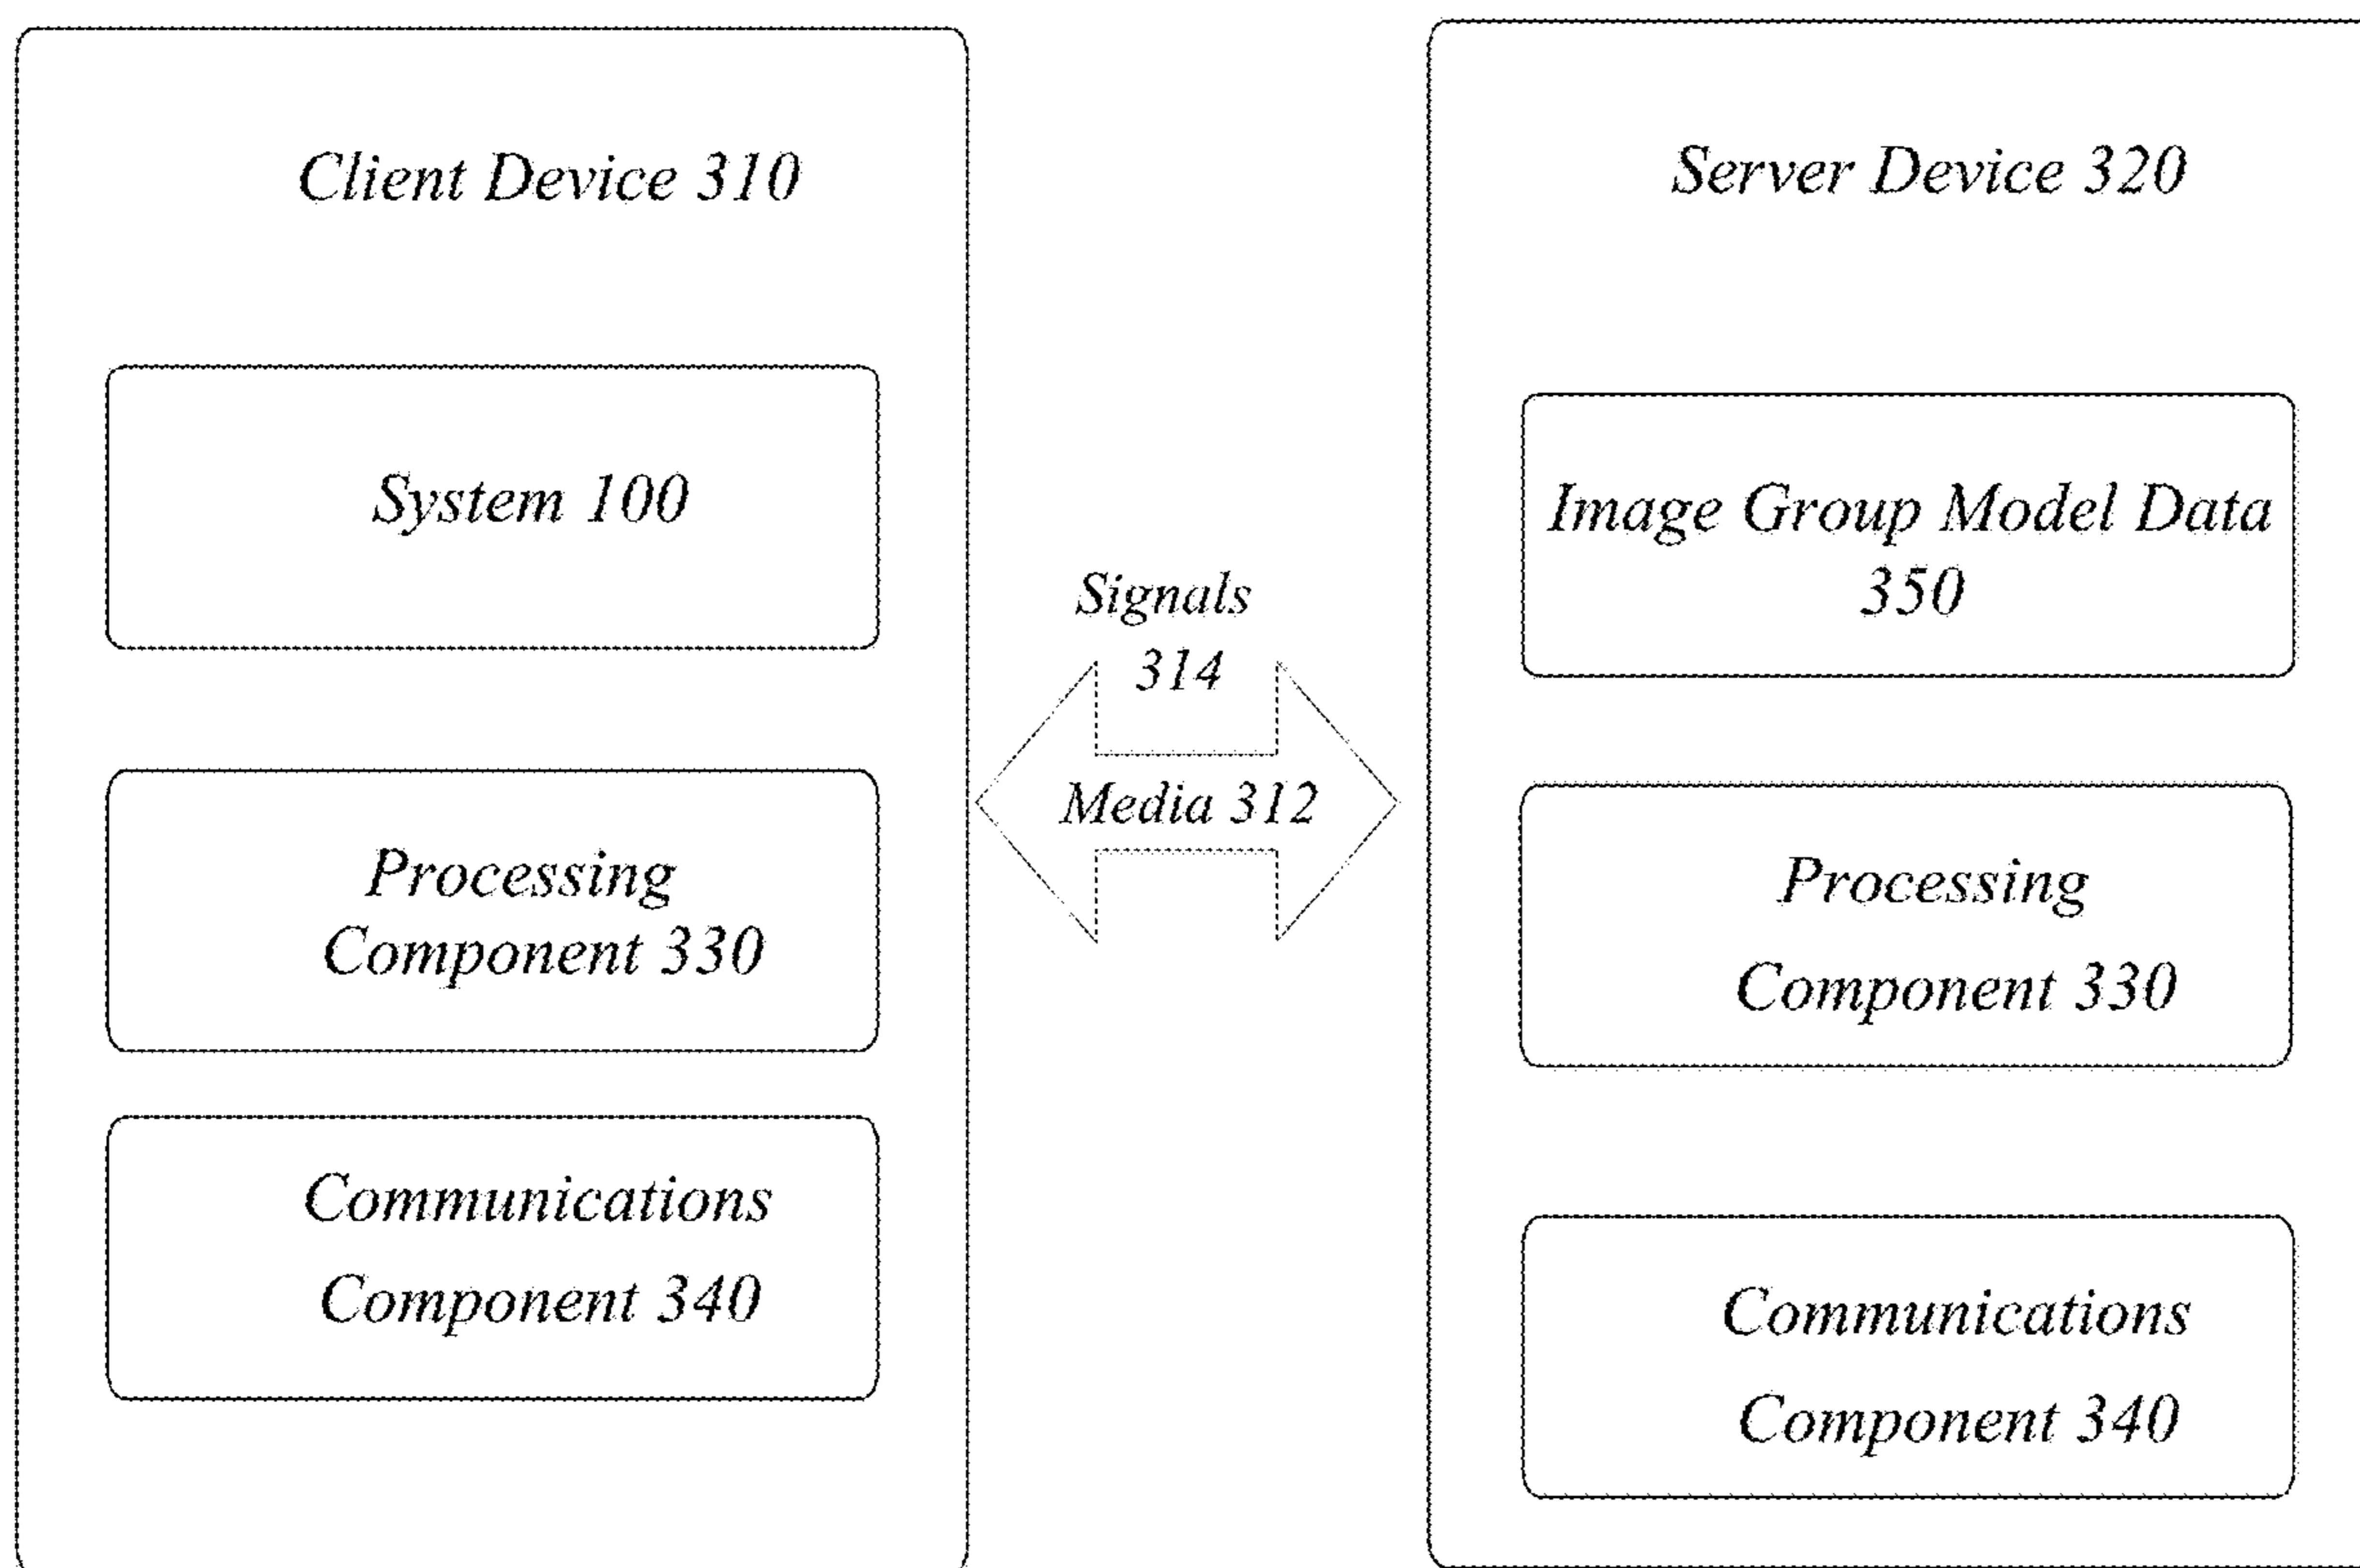 Client Device 310
System 100
Processing
Component 330
Communications
Component 340
Signals
314
Media 312
Server Device 320
Image Group Model Data
350
Processing
Component 330
Communications
Component 340